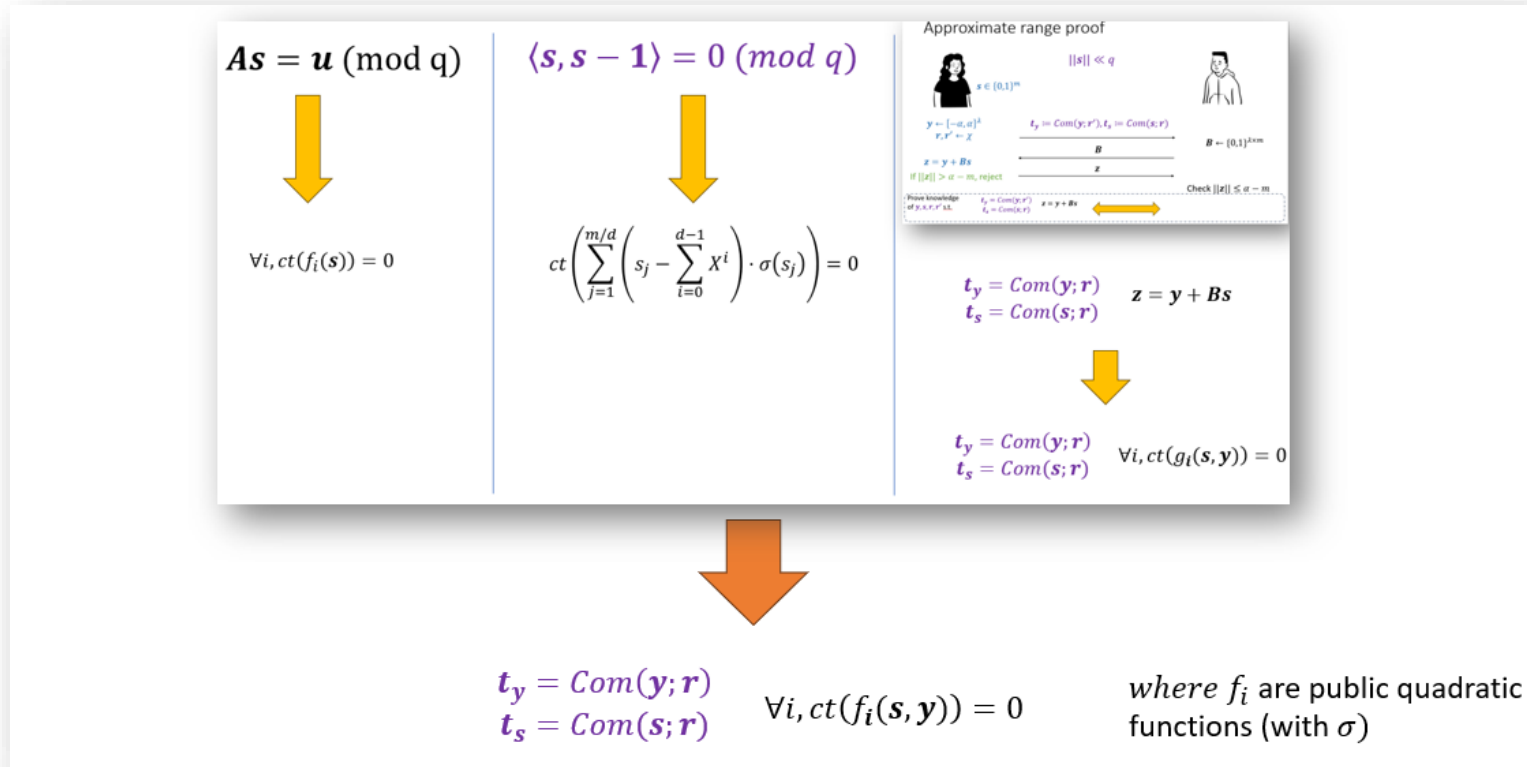 As = u (mod q)
⟨s, s − 1⟩ = 0 (mod q)
Approximate range proof
||s|| ≪ q
s ∈ {0,1}^m
y ← [−α, α]^λ
r, r' ← χ
t_y ≔ Com(y; r'), t_s ≔ Com(s; r)
B
B ← {0,1}^{λ×m}
z = y + Bs
z
If ||z|| > α − m, reject
Check ||z|| ≤ α − m
Prove knowledge
of y, s, r, r' s.t.
t_y = Com(y; r')
t_s = Com(s; r)
z = y + Bs
∀i, ct(f_i(s)) = 0
ct(∑_{j=1}^{m/d} (s_j − ∑_{i=0}^{d−1} X^i) · σ(s_j)) = 0
t_y = Com(y; r)
t_s = Com(s; r)
z = y + Bs
t_y = Com(y; r)
t_s = Com(s; r)
∀i, ct(g_i(s, y)) = 0
t_y = Com(y; r)
t_s = Com(s; r)
∀i, ct(f_i(s, y)) = 0
where f_i are public quadratic
functions (with σ)